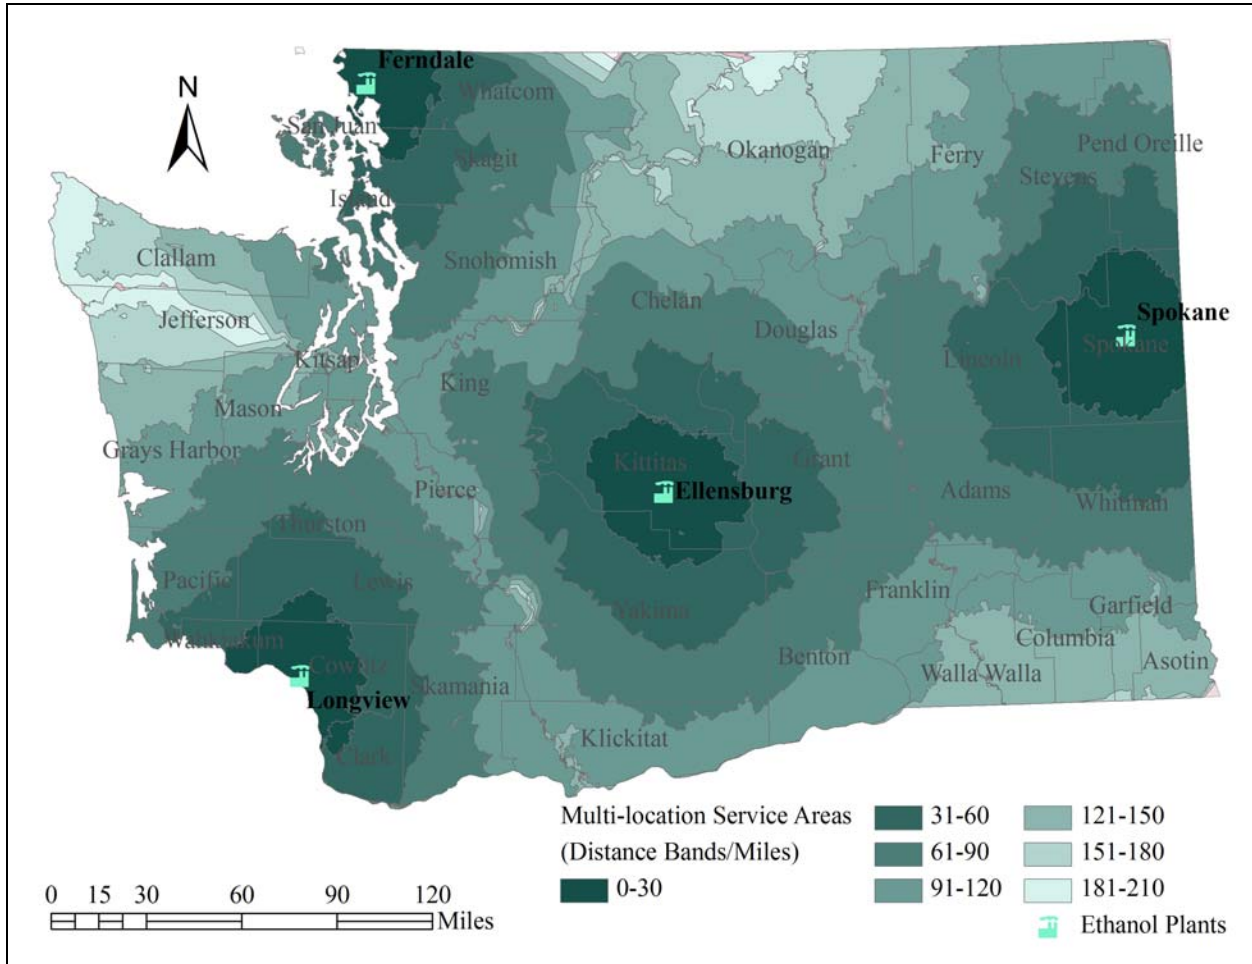 Ferndale
N
Whatcom
San Juan
Okanogan
Pend Oreille
Ferry
Skagit
Stevens
Island
Clallam
Snohomish
Chelan
Jefferson
Spokane
Douglas
Spokane
Kitsap
Lincoln
King
Mason
Grays Harbor
Kittitas
Grant
Ellensburg
Pierce
Adams
Whitman
Thurston
Pacific
Lewis
Franklin
Yakima
Garfield
Wahkiakum
Columbia
Benton
Asotin
Cowlitz
Walla Walla
Skamania
Longview
Klickitat
Clark
Multi-location Service Areas
(Distance Bands/Miles)
0-30
31-60
61-90
91-120
121-150
151-180
181-210
Ethanol Plants
0 15 30 60 90 120
Miles